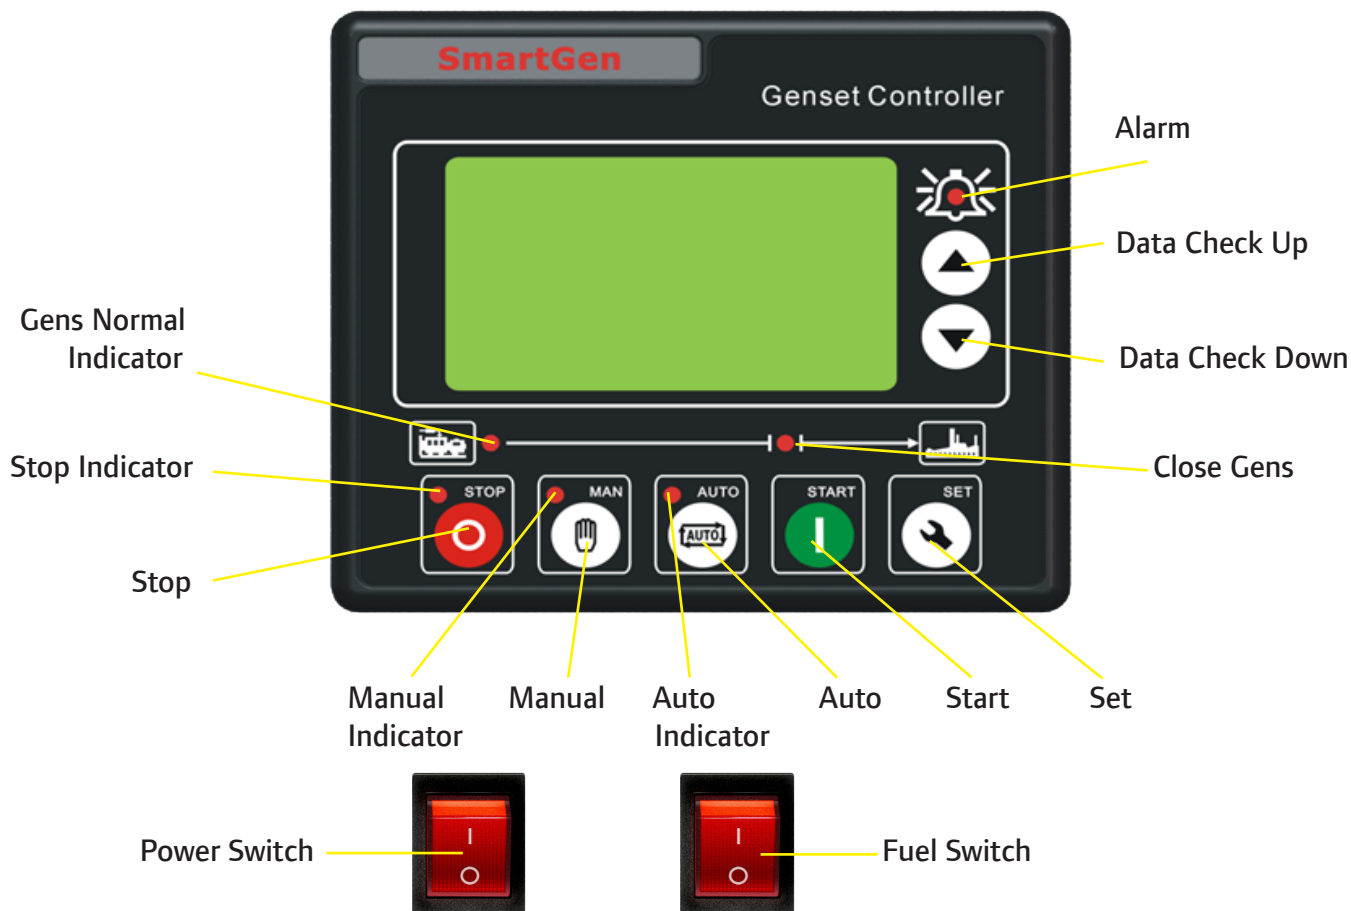 SmartGen
Genset Controller
Alarm
Data Check Up
Gens Normal
Indicator
Data Check Down
Stop Indicator
Close Gens
STOP
MAN
AUTO
START
SET
AUTO
Stop
Manual
Indicator
Manual
Auto
Indicator
Auto
Start
Set
Power Switch
I
O
I
O
Fuel Switch